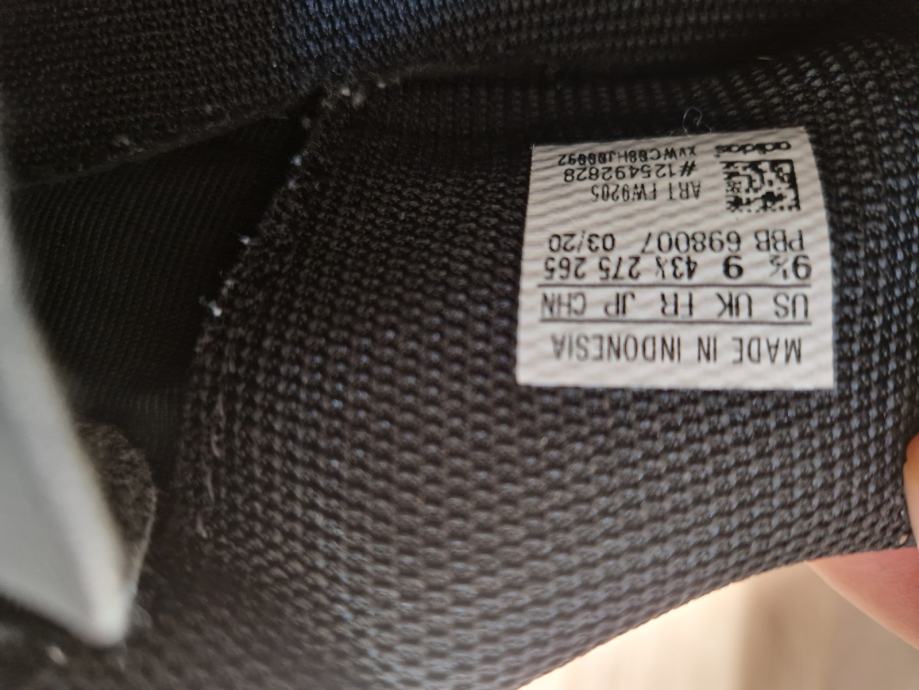 MADE IN INDONESIA
US UK FR JP CHN
9½ 9 43⅓ 275 265
PBB 698007 03/20
ART FW9205
#125492828
adidas